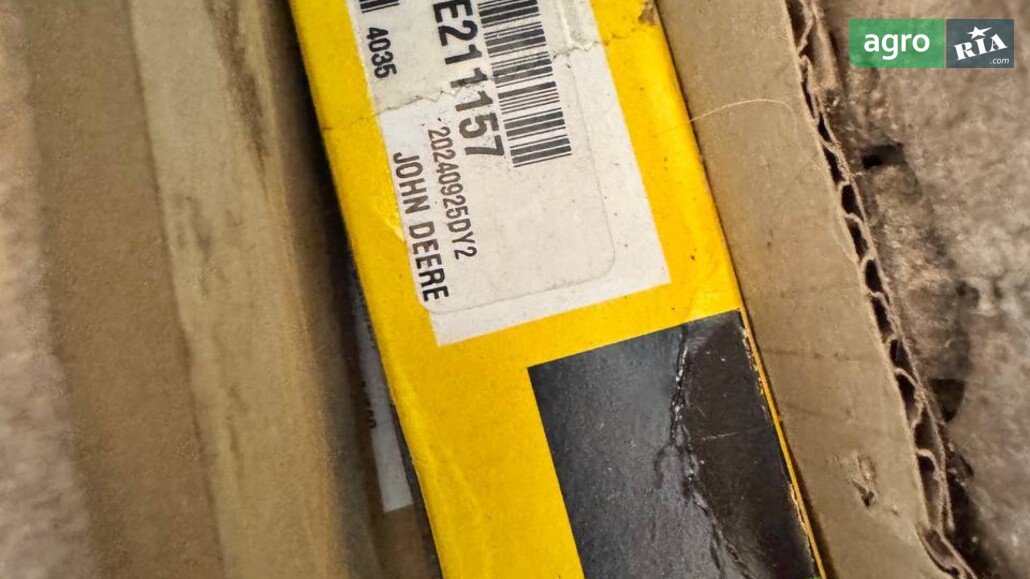 agro
RIA
.com
E211157
4035
20240925DY2
JOHN DEERE